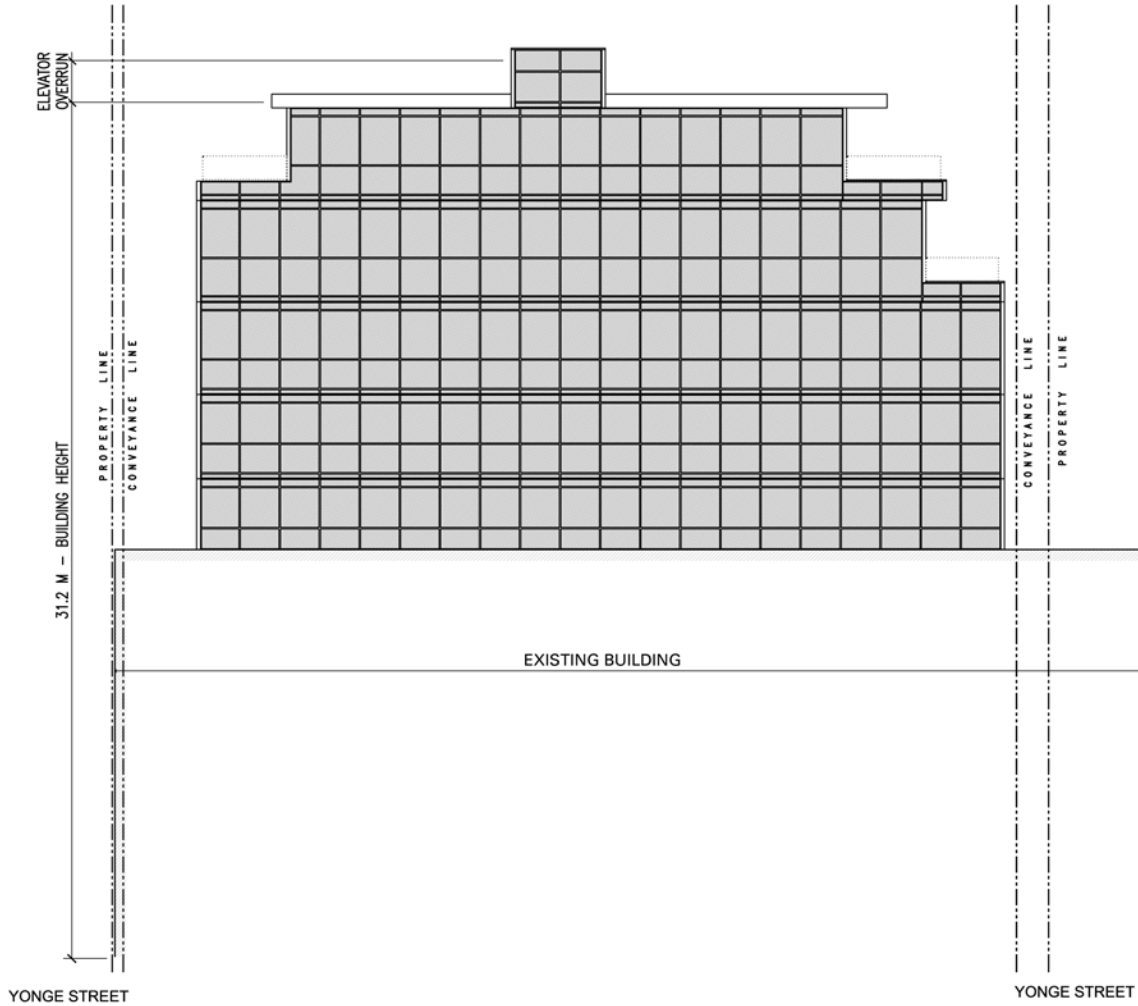 ELEVATOR
OVERRUN
PROPERTY LINE
CONVEYANCE LINE
CONVEYANCE LINE
PROPERTY LINE
31.2 M - BUILDING HEIGHT
EXISTING BUILDING
YONGE STREET
YONGE STREET